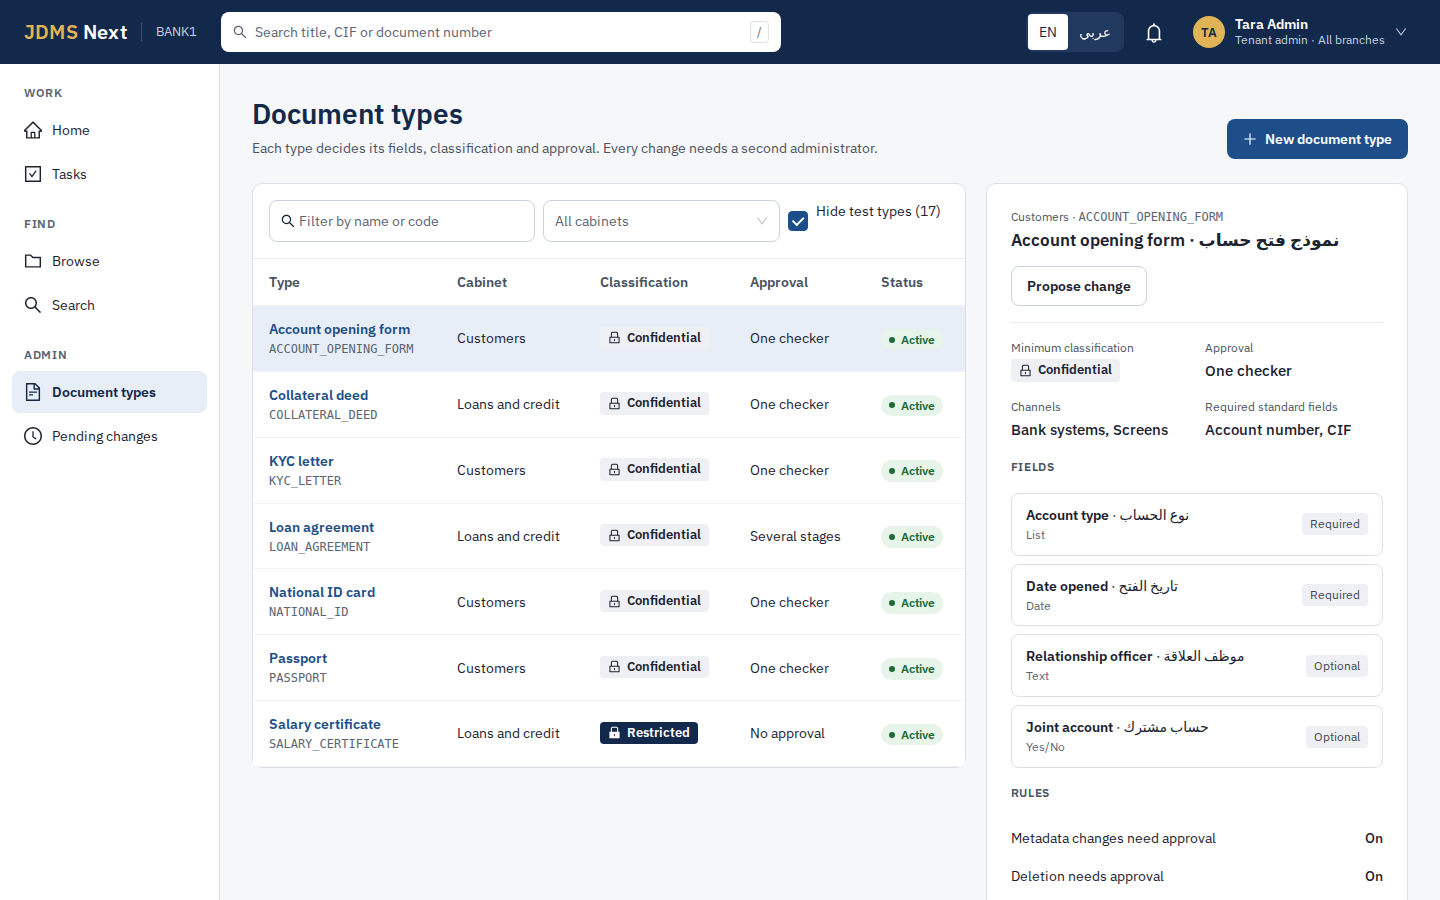 JDMS Next BANK1 Search title, CIF or document number / EN عربي TA Tara Admin
Tenant admin · All branches
WORK
Home
Tasks
FIND
Browse
Search
ADMIN
Document types
Pending changes
Document types
Each type decides its fields, classification and approval. Every change needs a second administrator.
New document type
Filter by name or code All cabinets Hide test types (17)
Type Cabinet Classification Approval Status
Account opening form Customers Confidential One checker Active
ACCOUNT_OPENING_FORM
Collateral deed Loans and credit Confidential One checker Active
COLLATERAL_DEED
KYC letter Customers Confidential One checker Active
KYC_LETTER
Loan agreement Loans and credit Confidential Several stages Active
LOAN_AGREEMENT
National ID card Customers Confidential One checker Active
NATIONAL_ID
Passport Customers Confidential One checker Active
PASSPORT
Salary certificate Loans and credit Restricted No approval Active
SALARY_CERTIFICATE
Customers · ACCOUNT_OPENING_FORM
Account opening form · نموذج فتح حساب
Propose change
Minimum classification Approval
Confidential One checker
Channels Required standard fields
Bank systems, Screens Account number, CIF
FIELDS
Account type · نوع الحساب Required
List
Date opened · تاريخ الفتح Required
Date
Relationship officer · موظف العلاقة Optional
Text
Joint account · حساب مشترك Optional
Yes/No
RULES
Metadata changes need approval On
Deletion needs approval On